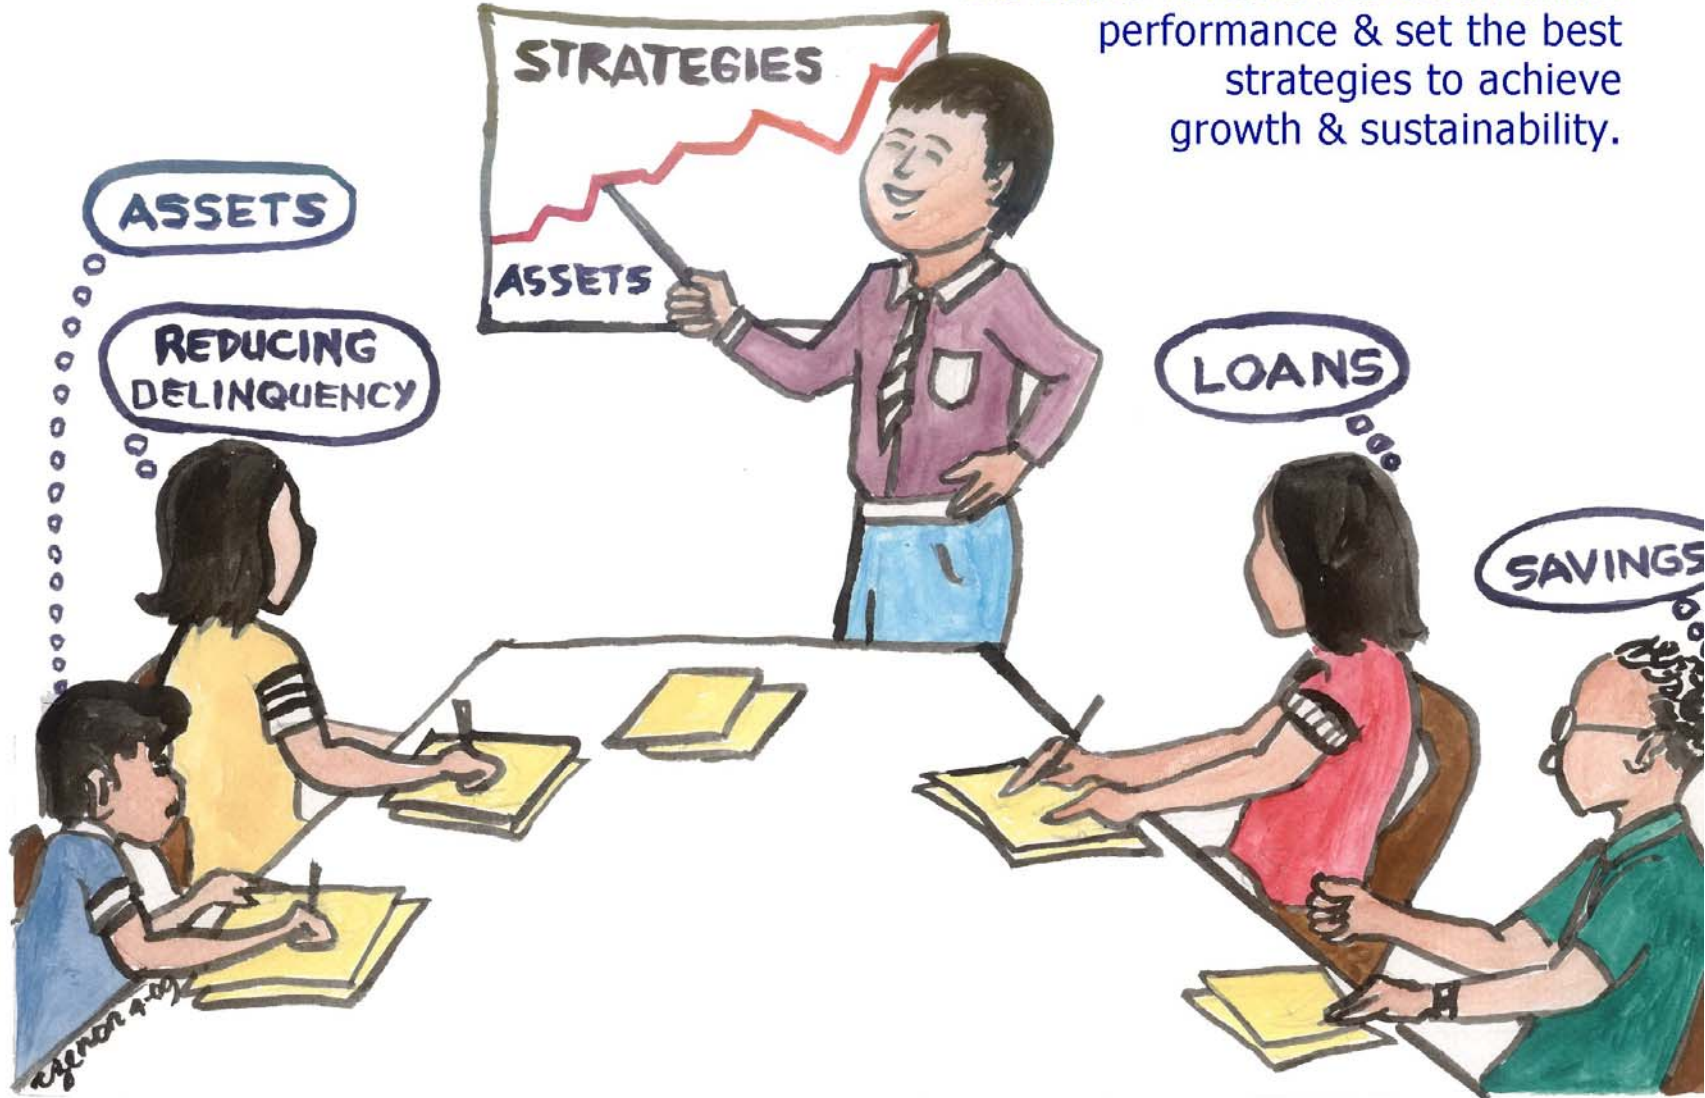 performance & set the best
strategies to achieve
growth & sustainability.
STRATEGIES
ASSETS
ASSETS
REDUCING
DELINQUENCY
LOANS
SAVINGS